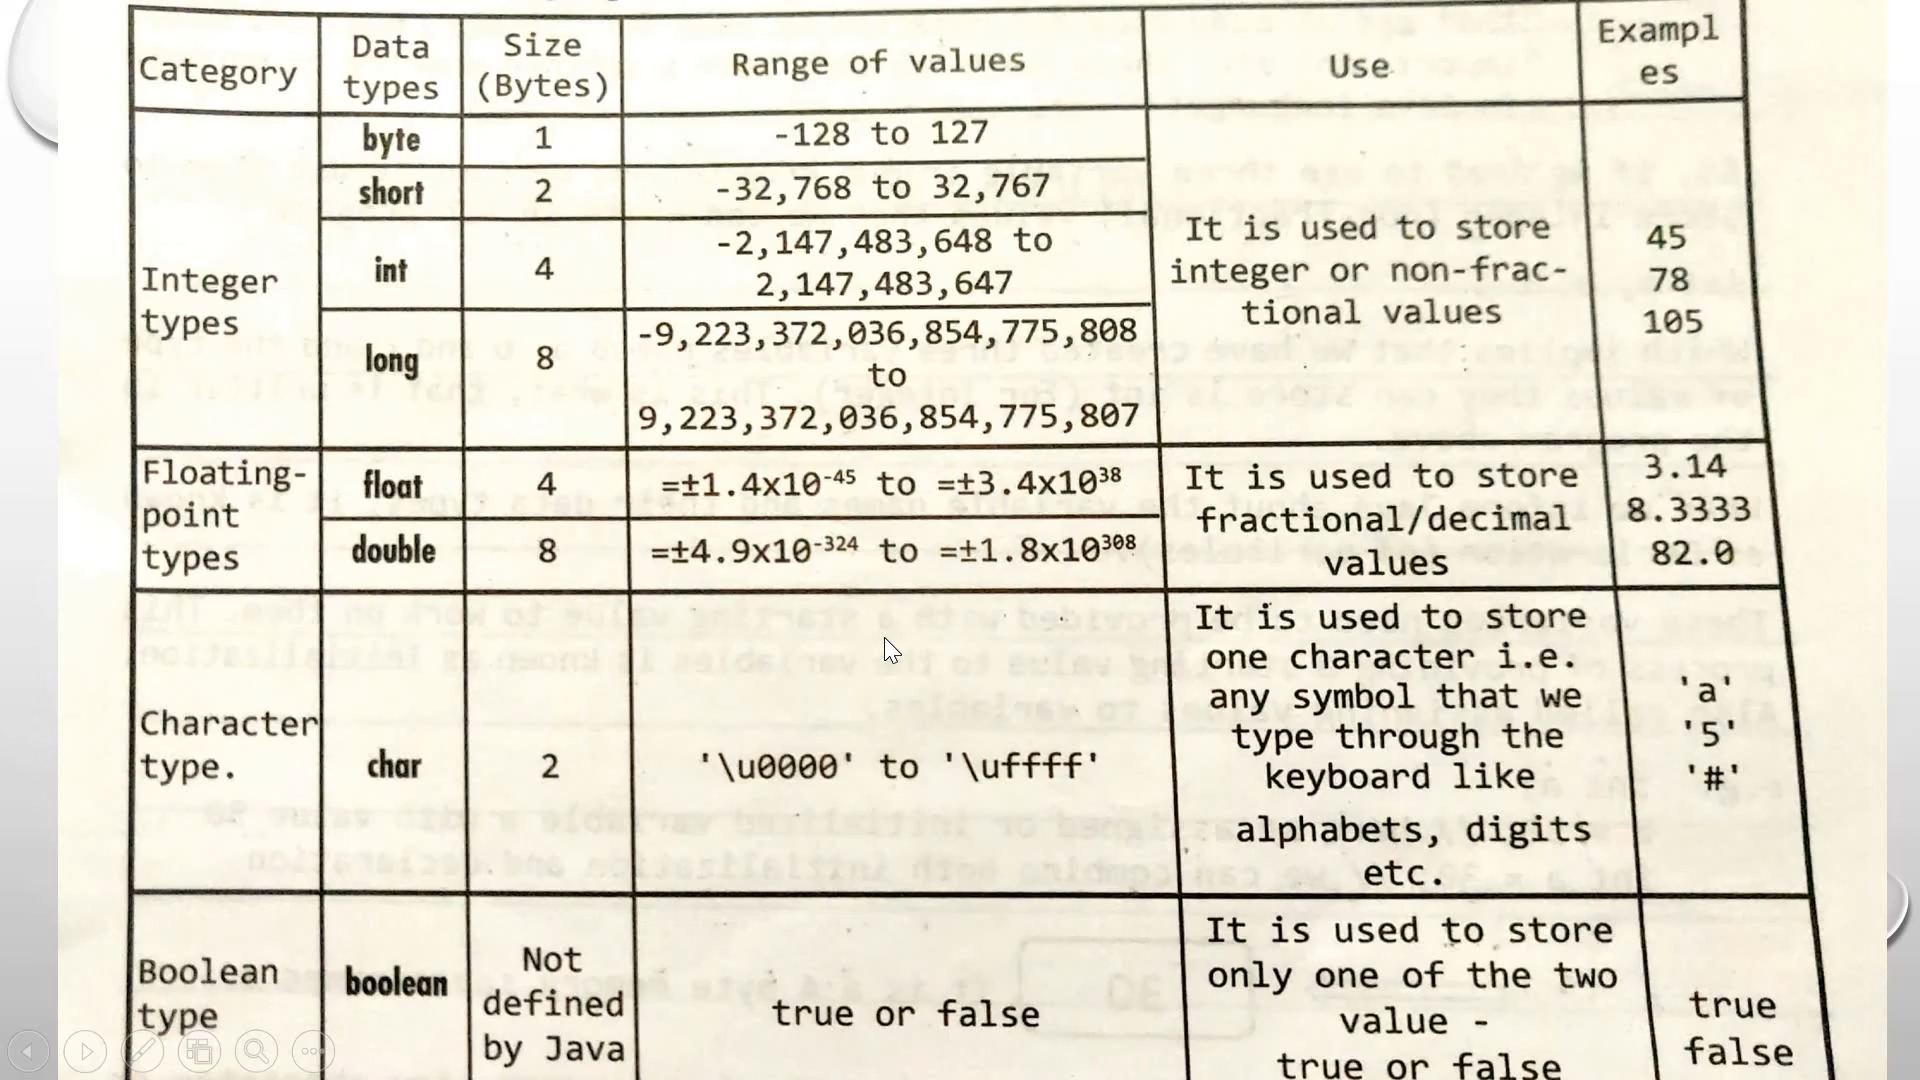 Category
Data
types
Size
(Bytes)
Range of values
Use
Exampl
es
Integer
types
byte
1
-128 to 127
short
2
-32,768 to 32,767
int
4
-2,147,483,648 to
2,147,483,647
long
8
-9,223,372,036,854,775,808
to
9,223,372,036,854,775,807
It is used to store
integer or non-frac-
tional values
45
78
105
Floating-
point
types
float
4
=±1.4x10⁻⁴⁵ to =±3.4x10³⁸
double
8
=±4.9x10⁻³²⁴ to =±1.8x10³⁰⁸
It is used to store
fractional/decimal
values
3.14
8.3333
82.0
Character
type.
char
2
'\u0000' to '\uffff'
It is used to store
one character i.e.
any symbol that we
type through the
keyboard like
alphabets, digits
etc.
'a'
'5'
'#'
Boolean
type
boolean
Not
defined
by Java
true or false
It is used to store
only one of the two
value -
true or false
true
false